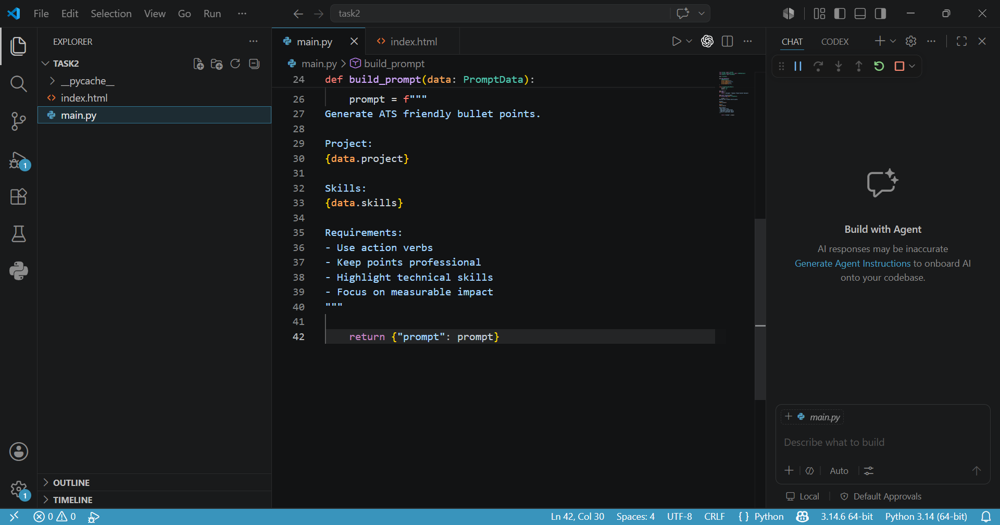 File Edit Selection View Go Run
task2
EXPLORER
TASK2
__pycache__
index.html
main.py
1
OUTLINE
1
TIMELINE
main.py
index.html
main.py > build_prompt
24 def build_prompt(data: PromptData):
26 prompt = f"""
27 Generate ATS friendly bullet points.
28
29 Project:
30 {data.project}
31
32 Skills:
33 {data.skills}
34
35 Requirements:
36 - Use action verbs
37 - Keep points professional
38 - Highlight technical skills
39 - Focus on measurable impact
40 """
41
42 return {"prompt": prompt}
CHAT CODEX
Build with Agent
AI responses may be inaccurate
Generate Agent Instructions to onboard AI
onto your codebase.
main.py
Describe what to build
Auto
Local Default Approvals
0 0 Ln 42, Col 30 Spaces: 4 UTF-8 CRLF { } Python 3.14.6 64-bit Python 3.14 (64-bit)